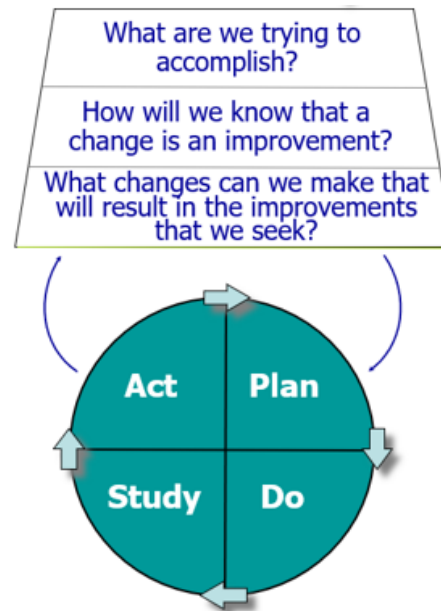 What are we trying to
accomplish?
How will we know that a
change is an improvement?
What changes can we make that
will result in the improvements
that we seek?
Act
Plan
Study
Do